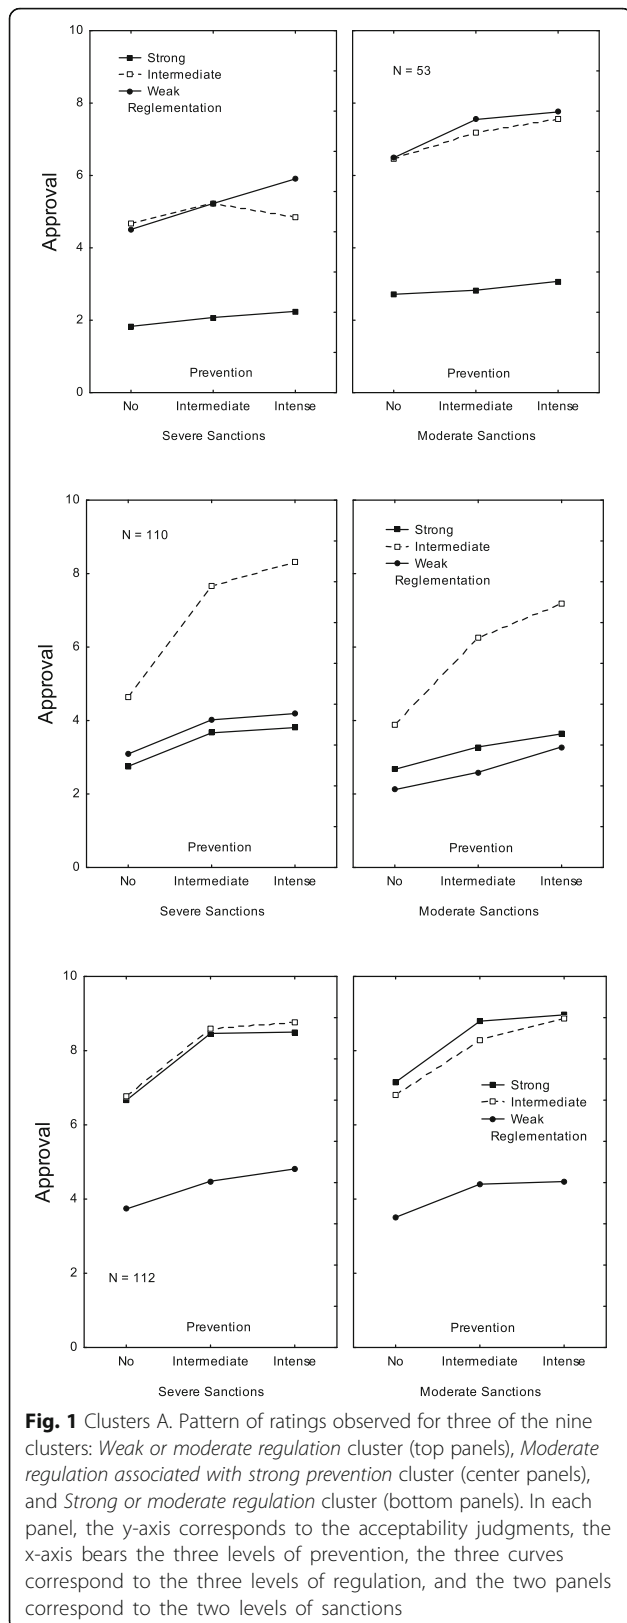 10
8
6
4
2
0
Approval
Strong
Intermediate
Weak
Reglementation
N = 53
Prevention
Prevention
No Intermediate Intense
No Intermediate Intense
Severe Sanctions
Moderate Sanctions
10
8
6
4
2
0
Approval
N = 110
Strong
Intermediate
Weak
Reglementation
Prevention
Prevention
No Intermediate Intense
No Intermediate Intense
Severe Sanctions
Moderate Sanctions
10
8
6
4
2
0
Approval
Strong
Intermediate
Weak
Reglementation
N = 112
Prevention
Prevention
No Intermediate Intense
No Intermediate Intense
Severe Sanctions
Moderate Sanctions
Fig. 1 Clusters A. Pattern of ratings observed for three of the nine
clusters: Weak or moderate regulation cluster (top panels), Moderate
regulation associated with strong prevention cluster (center panels),
and Strong or moderate regulation cluster (bottom panels). In each
panel, the y-axis corresponds to the acceptability judgments, the
x-axis bears the three levels of prevention, the three curves
correspond to the three levels of regulation, and the two panels
correspond to the two levels of sanctions